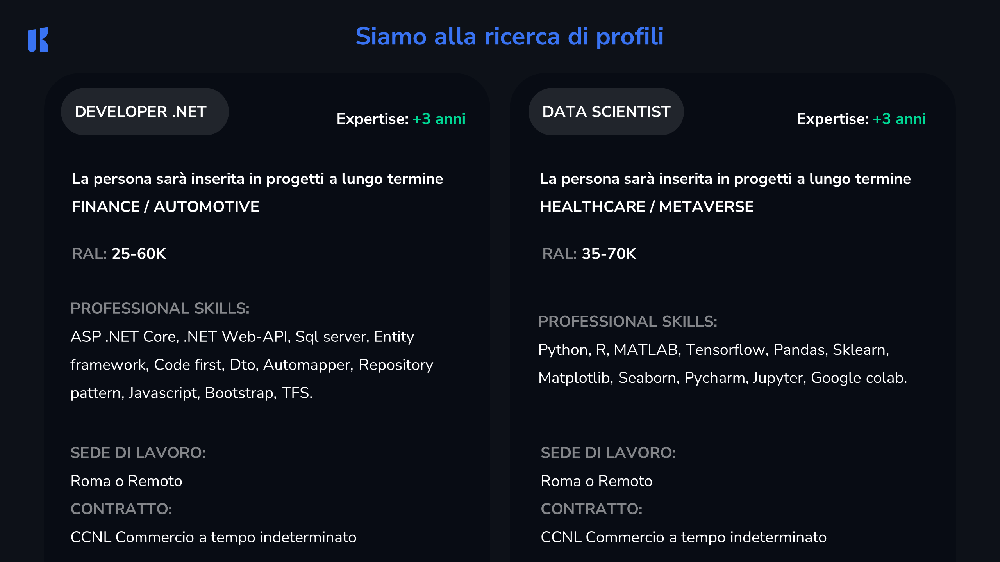 Siamo alla ricerca di profili
DEVELOPER .NET
Expertise: +3 anni
La persona sarà inserita in progetti a lungo termine
FINANCE / AUTOMOTIVE
RAL: 25-60K
PROFESSIONAL SKILLS:
ASP .NET Core, .NET Web-API, Sql server, Entity
framework, Code first, Dto, Automapper, Repository
pattern, Javascript, Bootstrap, TFS.
SEDE DI LAVORO:
Roma o Remoto
CONTRATTO:
CCNL Commercio a tempo indeterminato
DATA SCIENTIST
Expertise: +3 anni
La persona sarà inserita in progetti a lungo termine
HEALTHCARE / METAVERSE
RAL: 35-70K
PROFESSIONAL SKILLS:
Python, R, MATLAB, Tensorflow, Pandas, Sklearn,
Matplotlib, Seaborn, Pycharm, Jupyter, Google colab.
SEDE DI LAVORO:
Roma o Remoto
CONTRATTO:
CCNL Commercio a tempo indeterminato